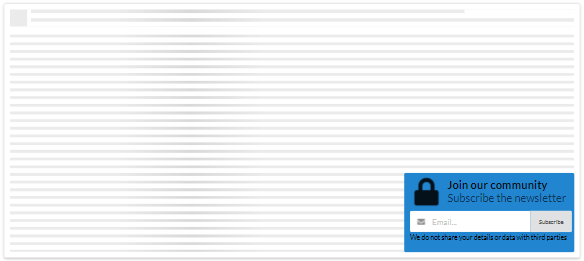 Join our community
Subscribe the newsletter
Email...
Subscribe
We do not share your details or data with third parties